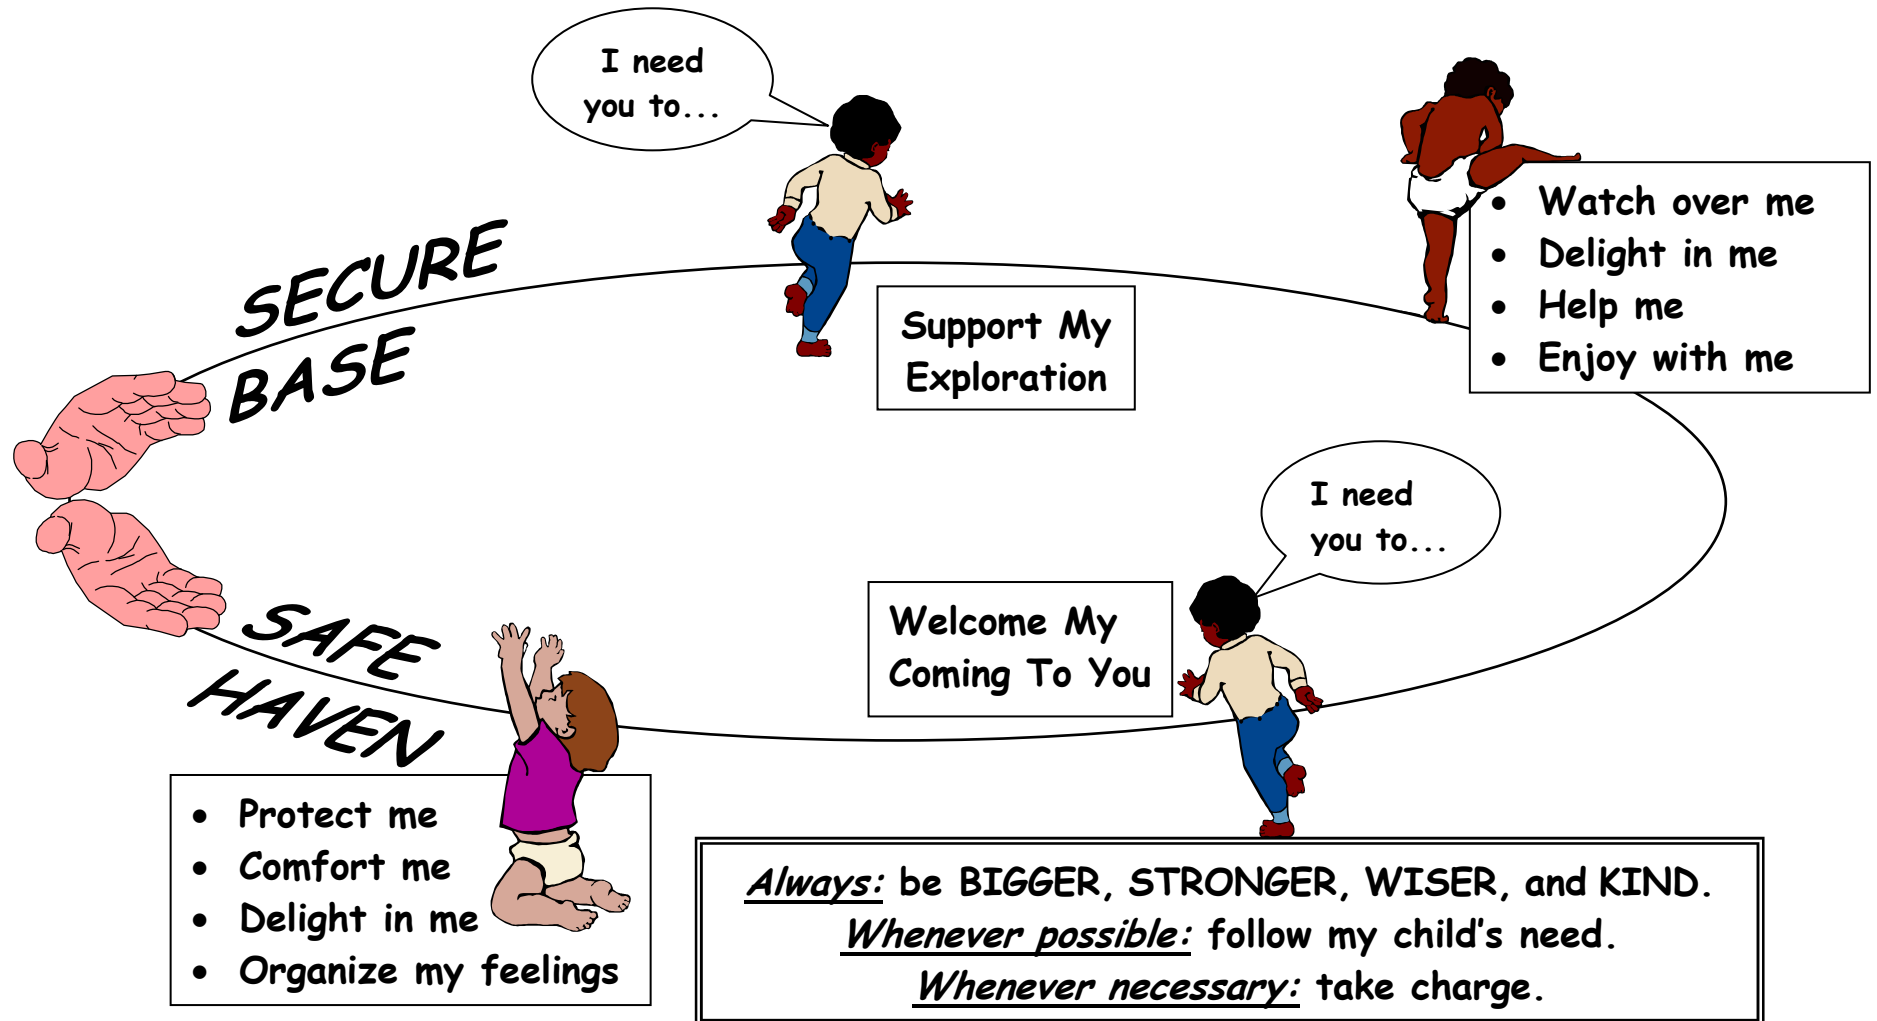 I need
you to...
SECURE
BASE
Support My
Exploration
• Watch over me
• Delight in me
• Help me
• Enjoy with me
I need
you to...
Welcome My
Coming To You
SAFE
HAVEN
• Protect me
• Comfort me
• Delight in me
• Organize my feelings
Always: be BIGGER, STRONGER, WISER, and KIND.
Whenever possible: follow my child's need.
Whenever necessary: take charge.